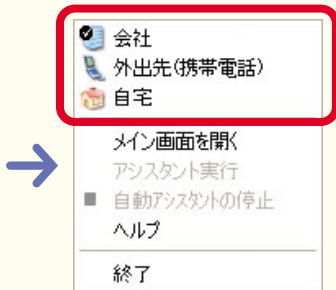 会社
外出先(携帯電話)
自宅
メイン画面を開く
アシスタント実行
自動アシスタントの停止
ヘルプ
終了